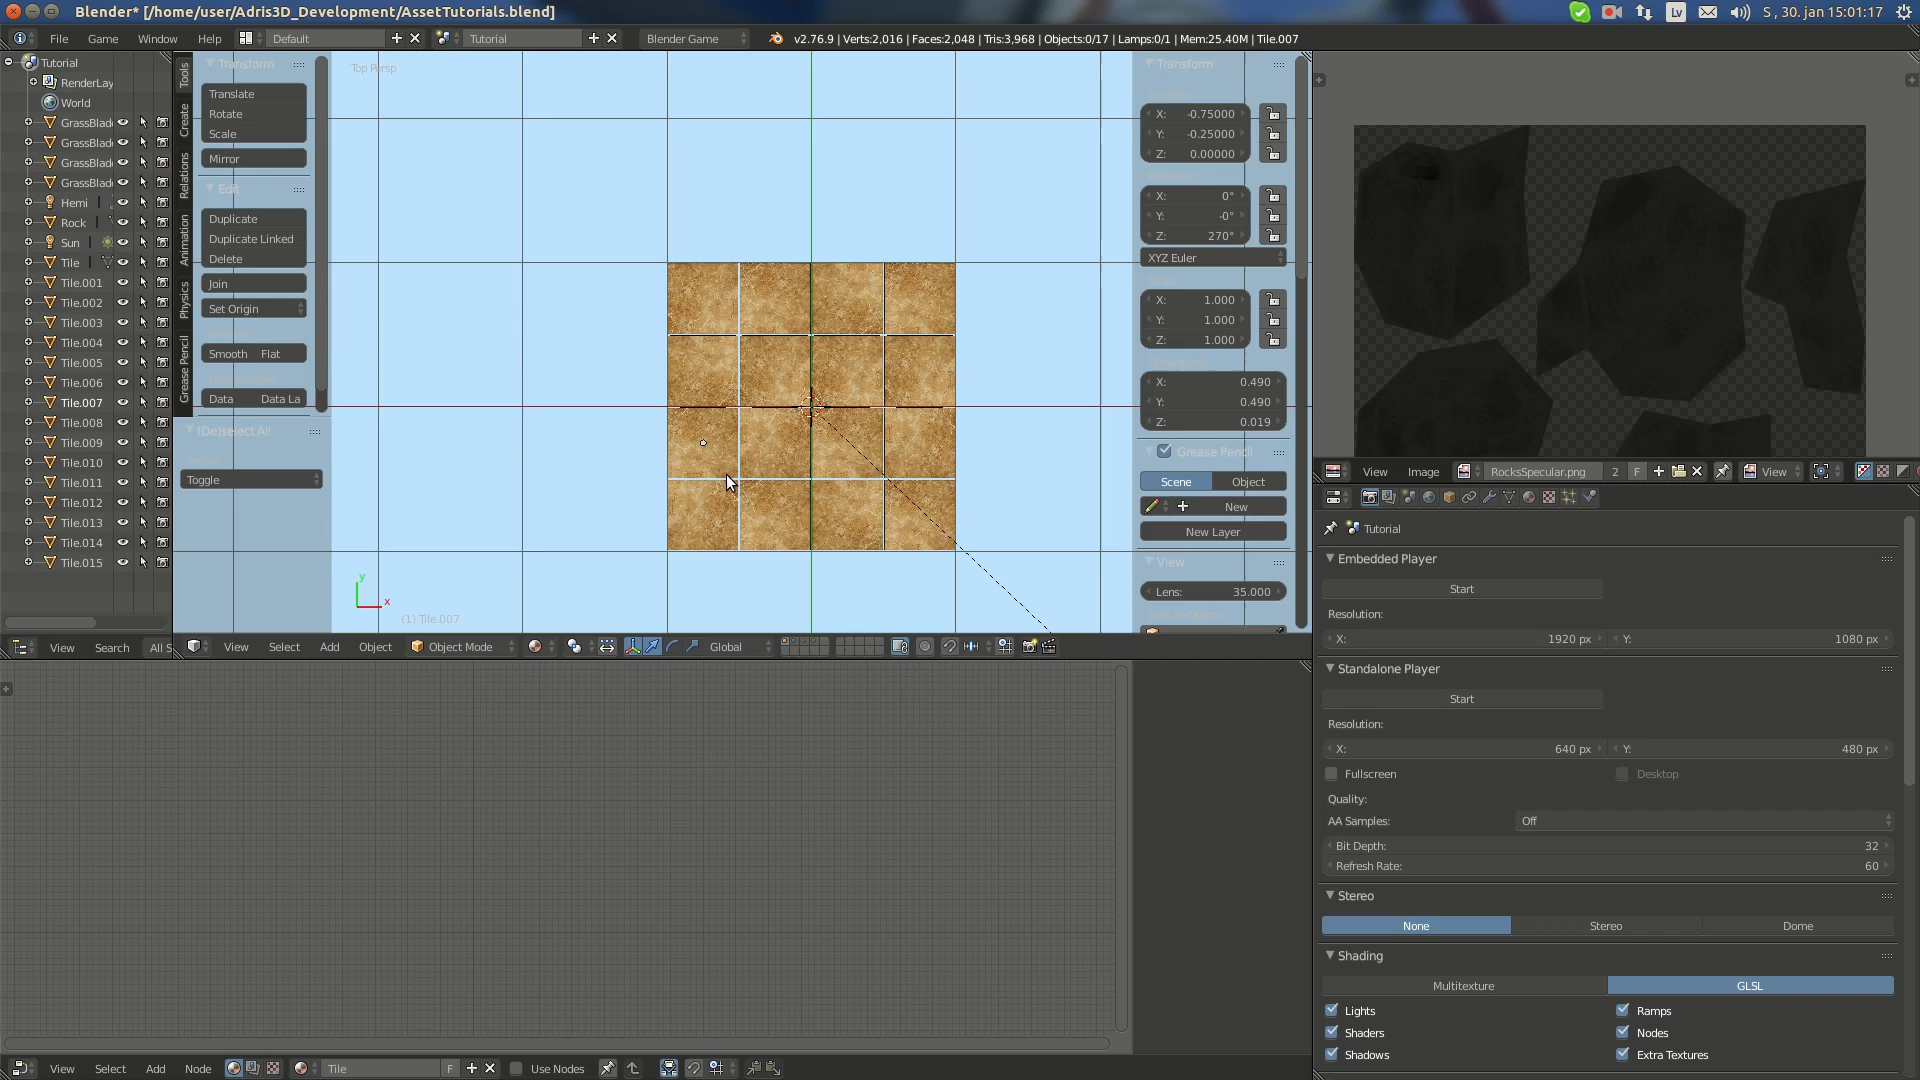 Blender* [/home/user/Adris3D_Development/AssetTutorials.blend]
Lv
S , 30. jan 15:01:17
File Game Window Help
Default
Tutorial
Blender Game
v2.76.9 | Verts:2,016 | Faces:2,048 | Tris:3,968 | Objects:0/17 | Lamps:0/1 | Mem:25.40M | Tile.007
Tutorial
RenderLay
World
GrassBlad
GrassBlad
GrassBlad
GrassBlad
Hemi
Rock
Sun
Tile
Tile.001
Tile.002
Tile.003
Tile.004
Tile.005
Tile.006
Tile.007
Tile.008
Tile.009
Tile.010
Tile.011
Tile.012
Tile.013
Tile.014
Tile.015
View Search All S
Tools
Create
Relations
Animation
Physics
Grease Pencil
Transform
Translate
Rotate
Scale
Mirror
Edit
Duplicate
Duplicate Linked
Delete
Join
Set Origin
Smooth Flat
Data Data La
(De)select All
Toggle
Top Persp
y
x
(1) Tile.007
Transform
X: -0.75000
Y: -0.25000
Z: 0.00000
X: 0°
Y: -0°
Z: 270°
XYZ Euler
X: 1.000
Y: 1.000
Z: 1.000
X: 0.490
Y: 0.490
Z: 0.019
Grease Pencil
Scene Object
New
New Layer
View
Lens: 35.000
View Select Add Object Object Mode Global
View Image RocksSpecular.png 2 F View
Tutorial
Embedded Player
Start
Resolution:
X: 1920 px Y: 1080 px
Standalone Player
Start
Resolution:
X: 640 px Y: 480 px
Fullscreen Desktop
Quality:
AA Samples: Off
Bit Depth: 32
Refresh Rate: 60
Stereo
None Stereo Dome
Shading
Multitexture GLSL
Lights Ramps
Shaders Nodes
Shadows Extra Textures
View Select Add Node Tile F Use Nodes